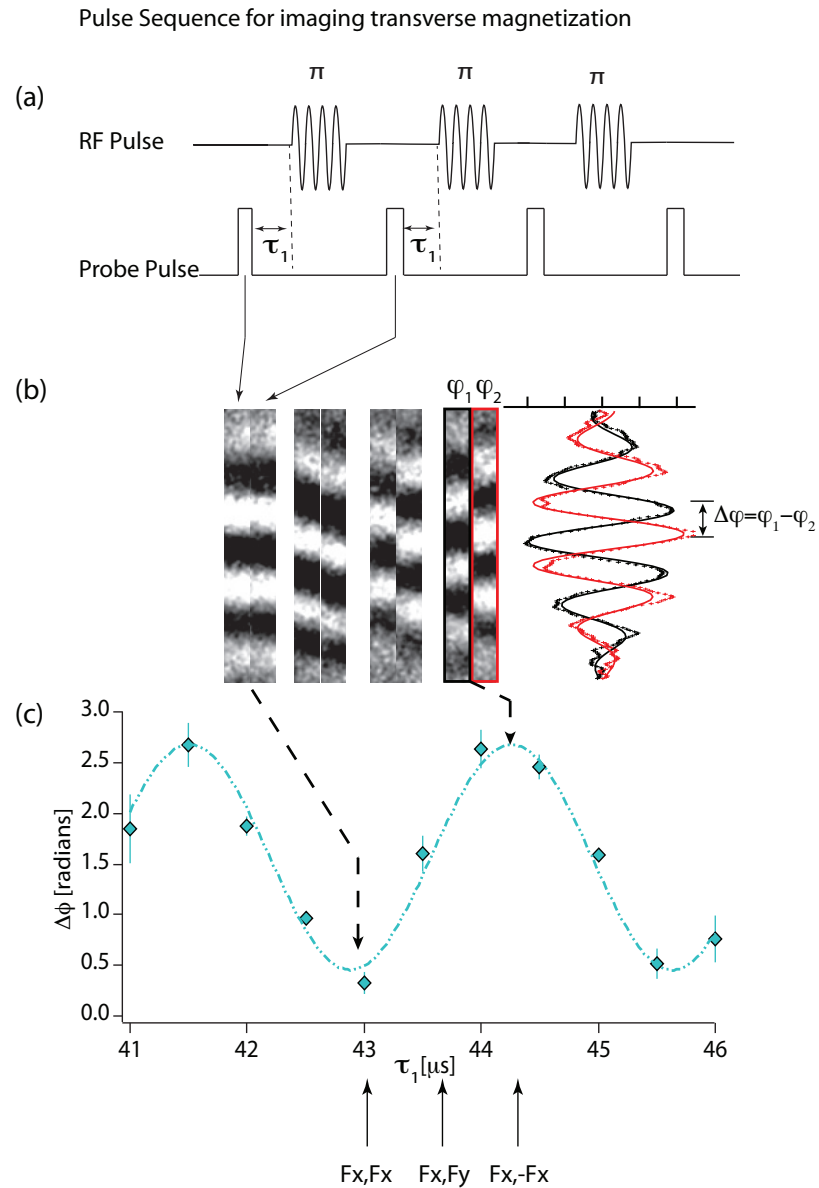 Pulse Sequence for imaging transverse magnetization
(a)
π π π
RF Pulse
τ1 τ1
Probe Pulse
(b)
φ1 φ2
Δφ=φ1−φ2
(c)
3.0
2.5
2.0
1.5
1.0
0.5
0.0
Δϕ [radians]
41 42 43 44 45 46
τ1[μs]
Fx,Fx Fx,Fy Fx,-Fx